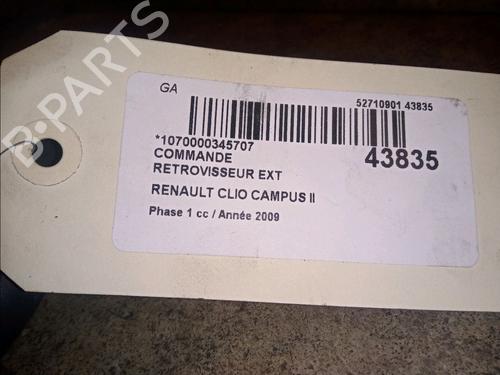 B-PARTS
GA
52710901 43835
*1070000345707
43835
COMMANDE
RETROVISSEUR EXT
RENAULT CLIO CAMPUS II
Phase 1 cc / Année 2009